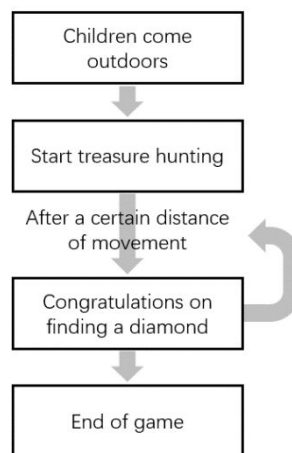 Children come
outdoors
Start treasure hunting
After a certain distance
of movement
Congratulations on
finding a diamond
End of game